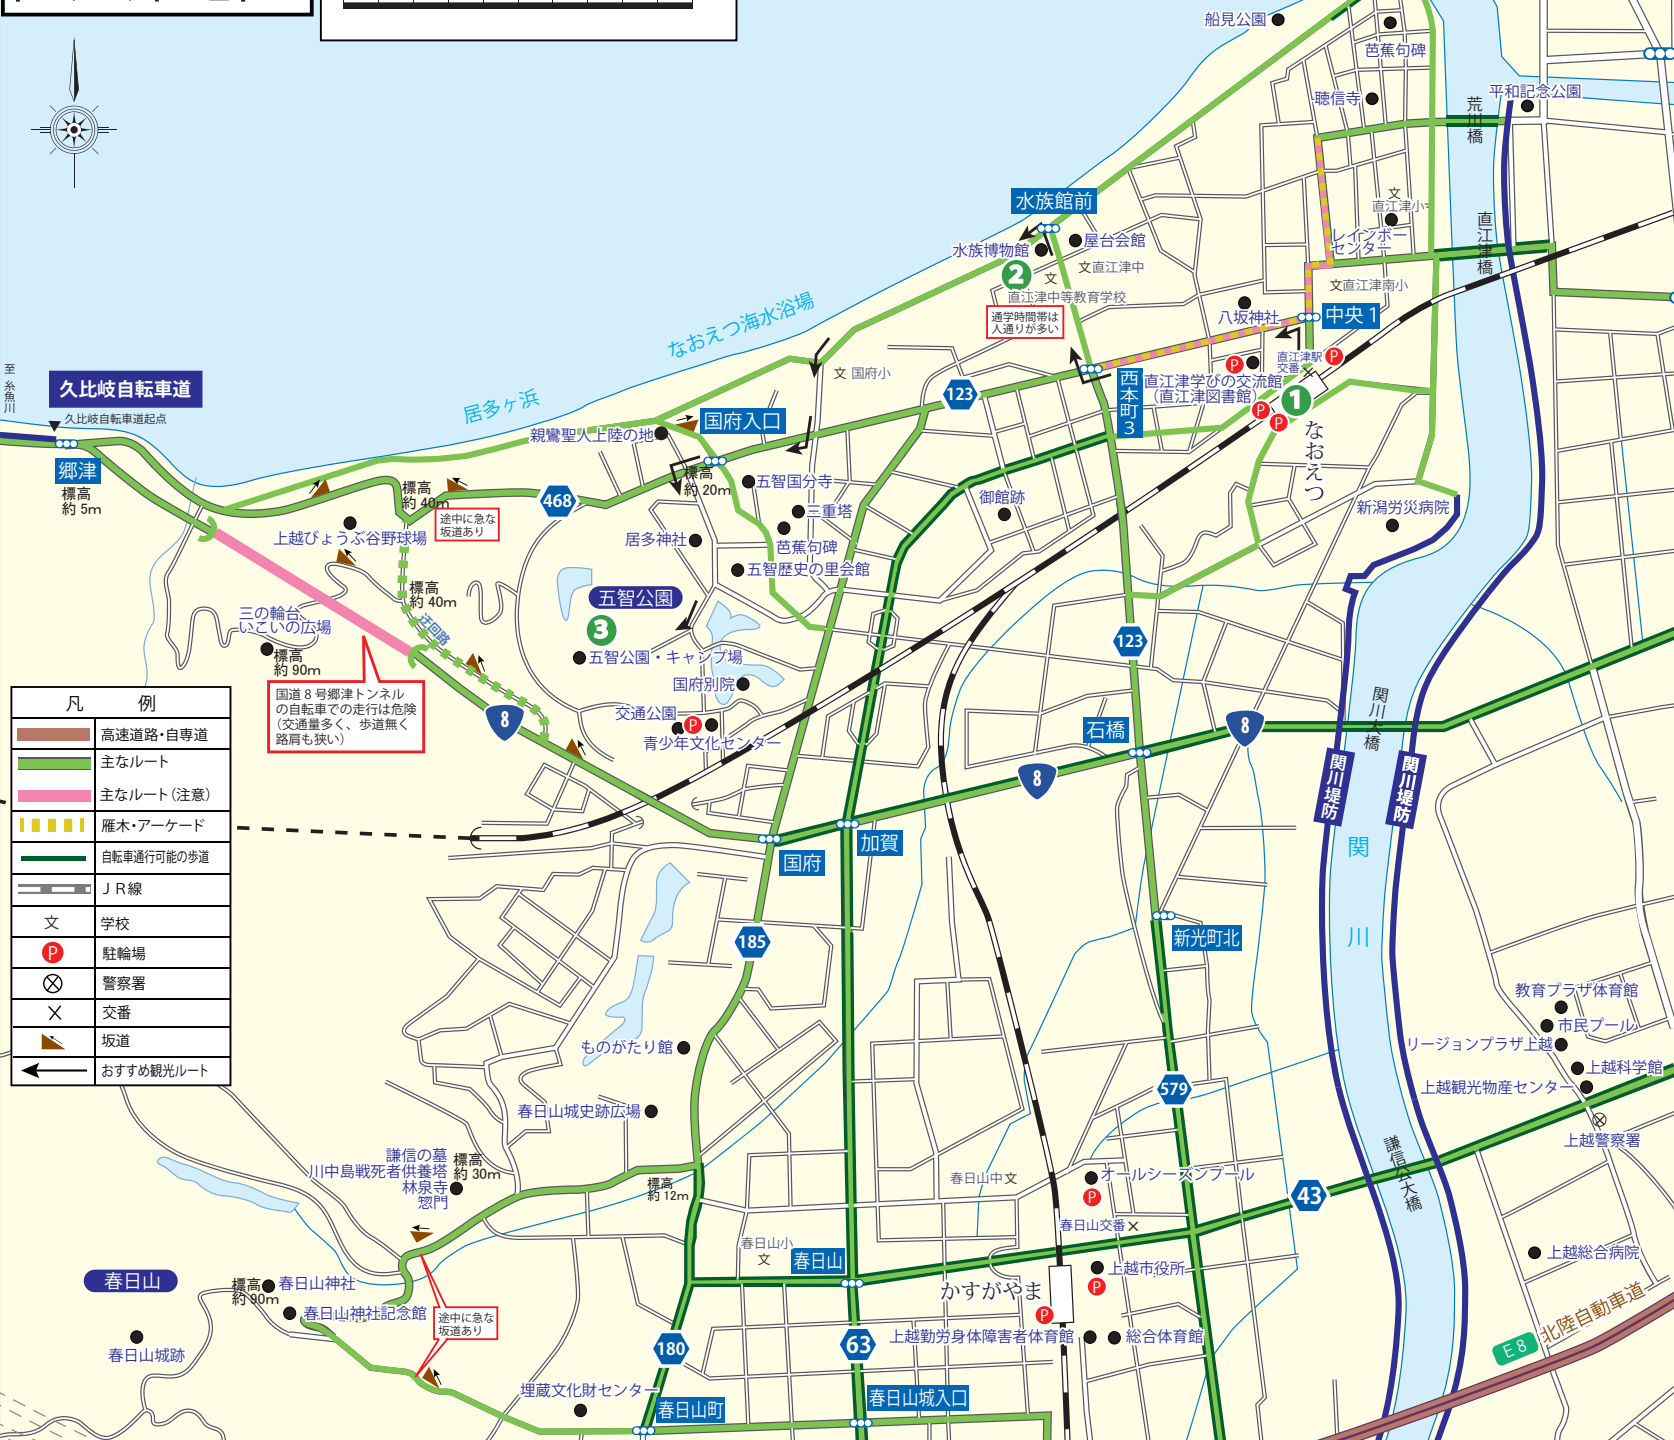 船見公園
芭蕉句碑
聴信寺
荒川橋
平和記念公園
水族館前
水族博物館
屋台会館
文
直江津小
レインボー
センター
直江津橋
文直江津中
文
直江津中等教育学校
2
通学時間帯は
人通りが多い
文直江津南小
八坂神社
中央1
なおえつ海水浴場
直江津駅
交番
P
P
至 糸魚川
久比岐自転車道
久比岐自転車道起点
文 国府小
123
西本町3
直江津学びの交流館
(直江津図書館)
P
P
1
なおえつ
居多ヶ浜
国府入口
親鸞聖人上陸の地
郷津
標高
約 5m
標高
約 40m
468
標高
約 20m
五智国分寺
途中に急な
坂道あり
三重塔
御館跡
新潟労災病院
上越びょうぶ谷野球場
居多神社
芭蕉句碑
五智歴史の里会館
標高
約 40m
五智公園
3
迂回路
三の輪台
いこいの広場
標高
約 90m
五智公園・キャンプ場
国府別院
123
国道8号郷津トンネル
の自転車での走行は危険
(交通量多く、歩道無く
路肩も狭い)
8
交通公園
P
青少年文化センター
石橋
8
関川大橋
8
関川堤防
関川堤防
凡 例
高速道路・自専道
主なルート
主なルート(注意)
雁木・アーケード
自転車通行可能の歩道
JR線
文 学校
P 駐輪場
警察署
交番
坂道
おすすめ観光ルート
国府
加賀
関川
185
新光町北
教育プラザ体育館
市民プール
リージョンプラザ上越
上越科学館
上越観光物産センター
上越警察署
ものがたり館
579
春日山城史跡広場
謙信公大橋
謙信の墓
川中島戦死者供養塔
林泉寺
惣門
標高
約 30m
標高
約 12m
春日山中文
オールシーズンプール
P
43
春日山交番
春日山小
文
春日山
上越市役所
P
上越総合病院
かすがやま
P
春日山
標高
約 90m
春日山神社
春日山神社記念館
途中に急な
坂道あり
春日山城跡
180
63
上越勤労身体障害者体育館
総合体育館
E8
北陸自動車道
埋蔵文化財センター
春日山町
春日山城入口